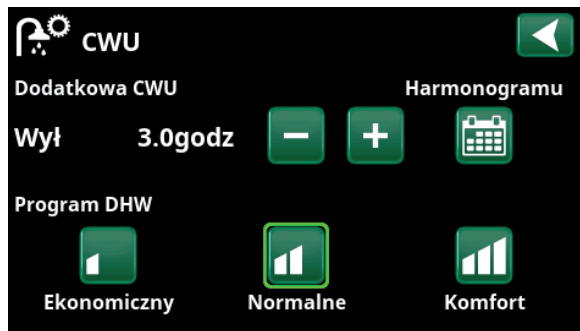 CWU
Dodatkowa CWU Harmonogramu
Wył 3.0godz
Program DHW
Ekonomiczny Normalne Komfort